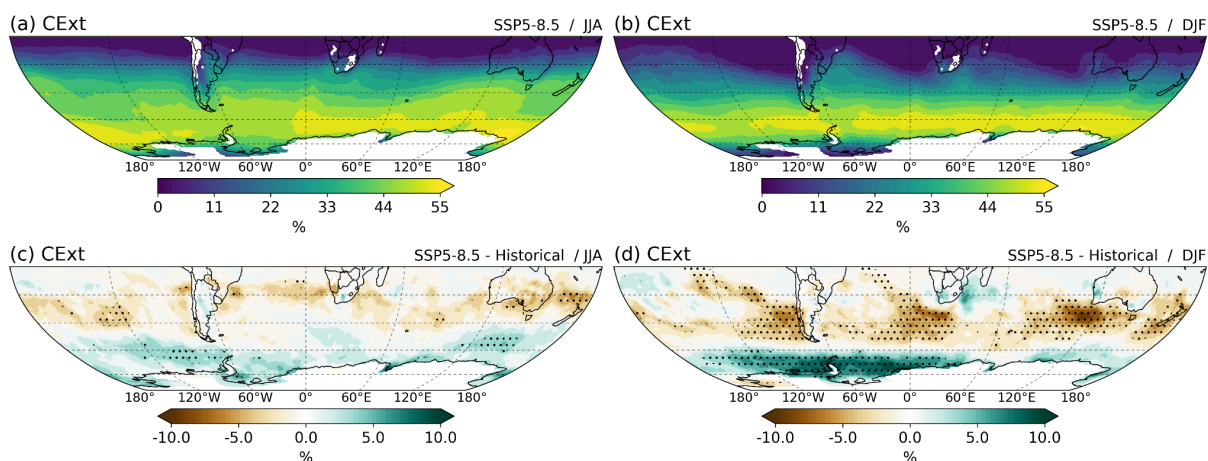 (a) CExt SSP5-8.5 / JJA
180° 120°W 60°W 0° 60°E 120°E 180°
0 11 22 33 44 55
%
(b) CExt SSP5-8.5 / DJF
180° 120°W 60°W 0° 60°E 120°E 180°
0 11 22 33 44 55
%
(c) CExt SSP5-8.5 - Historical / JJA
180° 120°W 60°W 0° 60°E 120°E 180°
-10.0 -5.0 0.0 5.0 10.0
%
(d) CExt SSP5-8.5 - Historical / DJF
180° 120°W 60°W 0° 60°E 120°E 180°
-10.0 -5.0 0.0 5.0 10.0
%